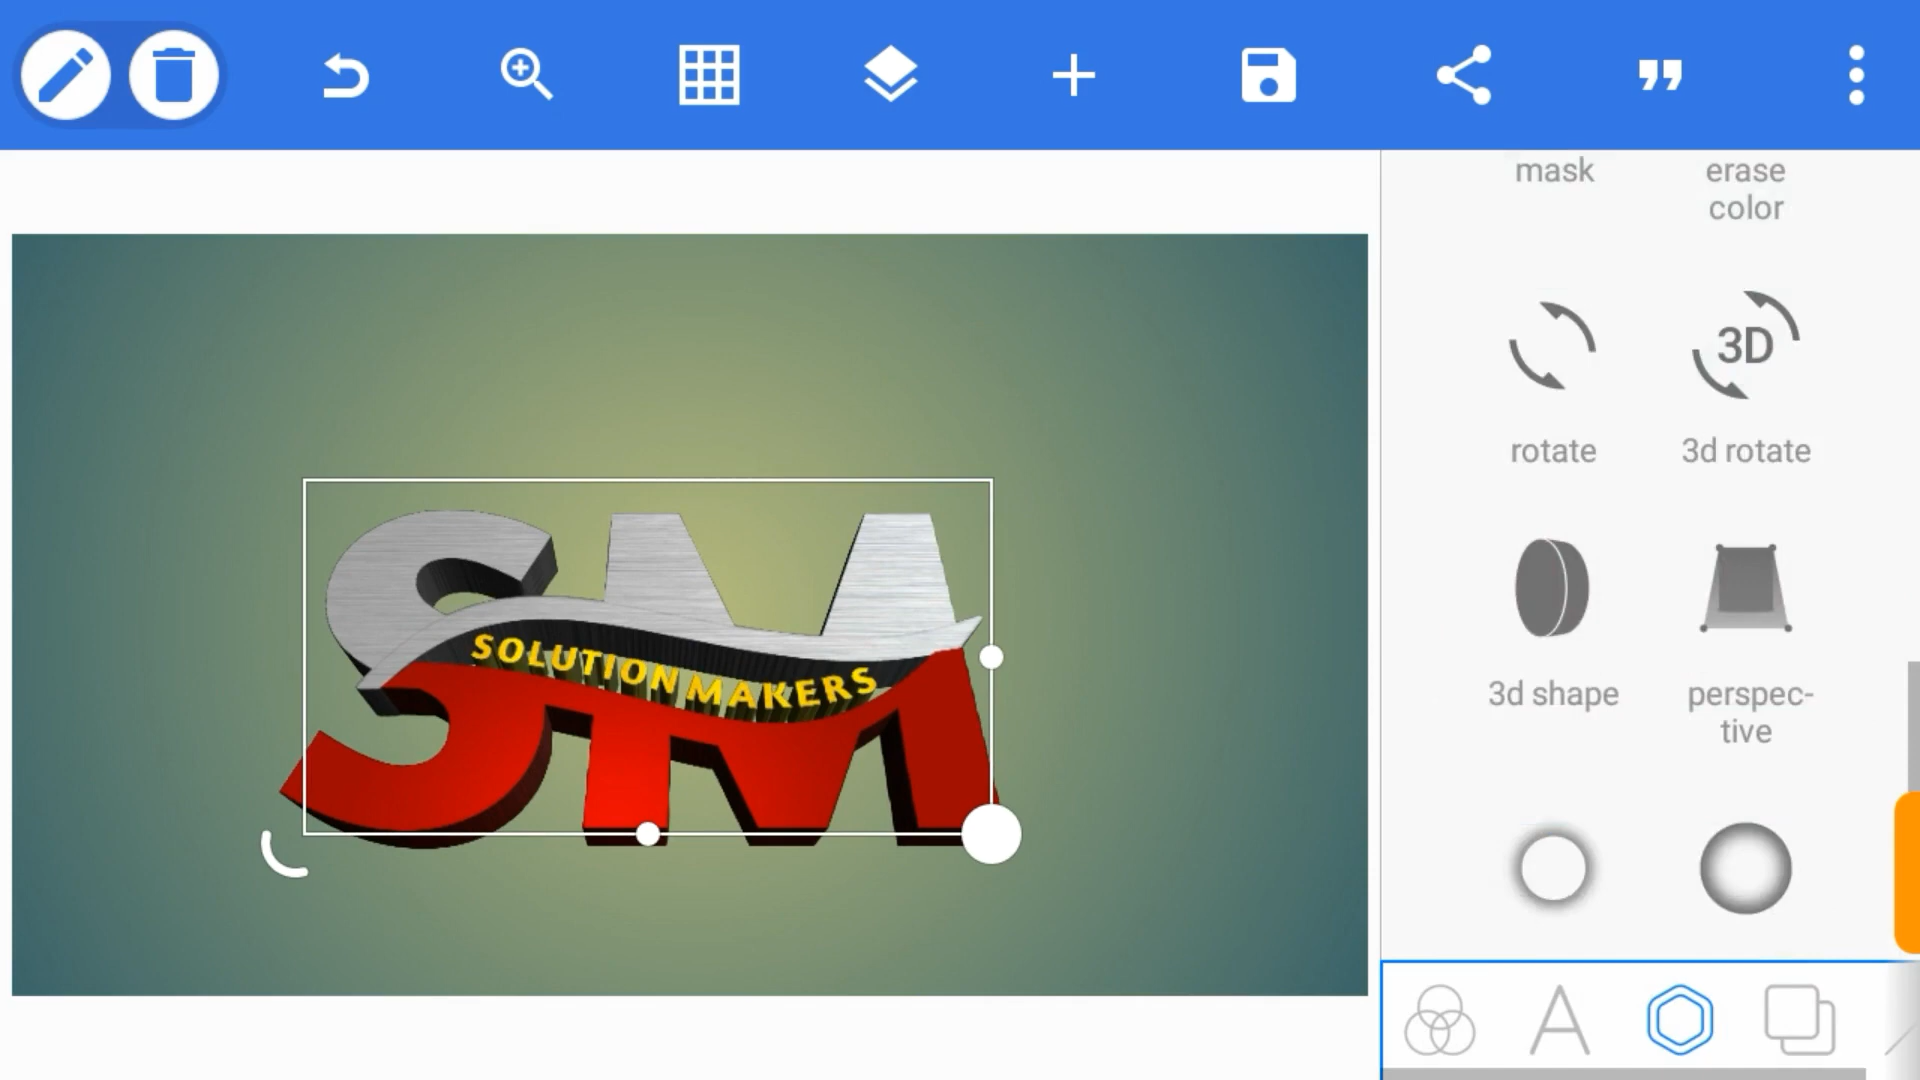 mask
erase
color
3D
rotate
3d rotate
SM
SOLUTION MAKERS
3d shape
perspec-
tive
A